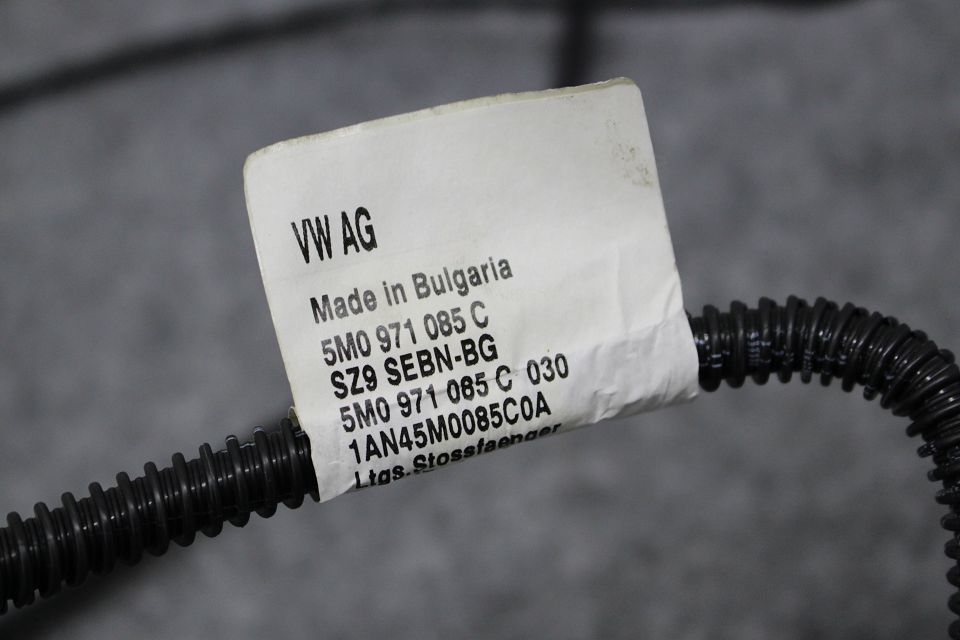 VW AG
Made in Bulgaria
5M0 971 085 C
SZ9 SEBN-BG
5M0 971 085 C 030
1AN45M0085C0A
Ltgs.Stossfaenger